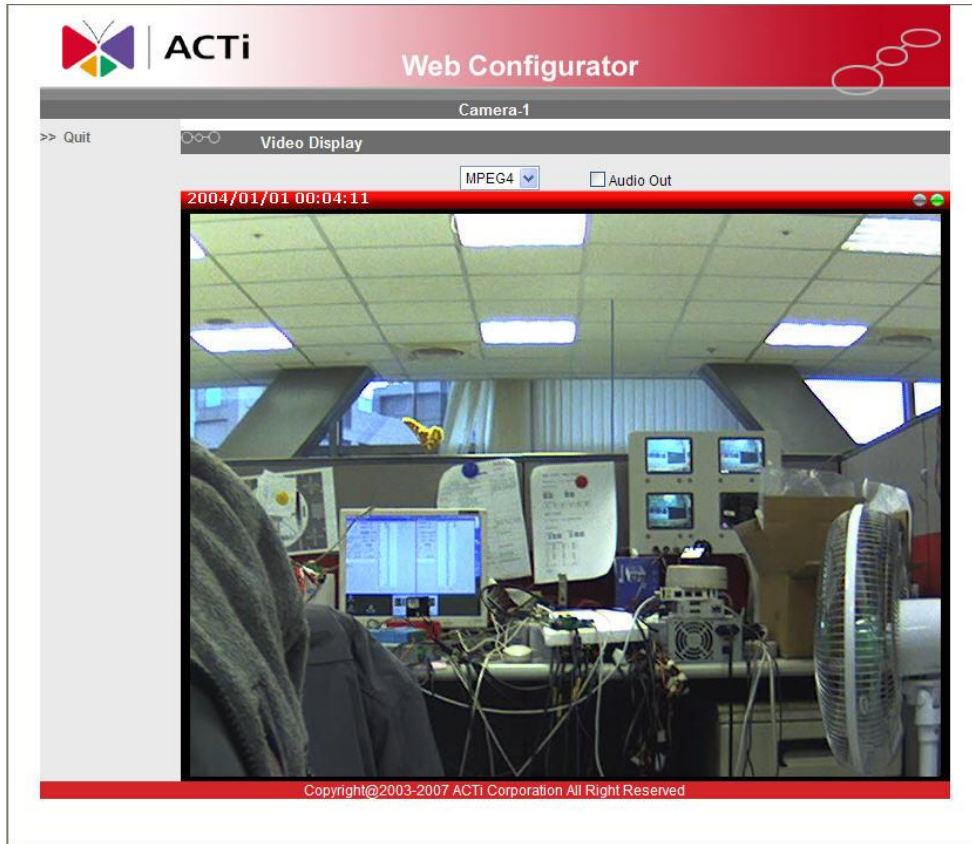 ACTi
Web Configurator
Camera-1
>> Quit
Video Display
MPEG4
Audio Out
2004/01/01 00:04:11
Copyright@2003-2007 ACTi Corporation All Right Reserved